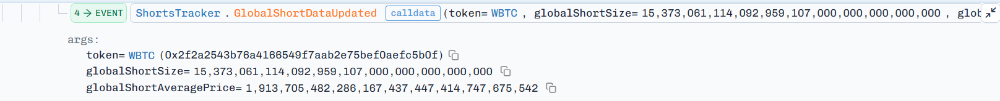 4 → EVENT ShortsTracker . GlobalShortDataUpdated calldata (token= WBTC , globalShortSize= 15,373,061,114,092,959,107,000,000,000,000,000 , glob
args:
token= WBTC (0x2f2a2543b76a4166549f7aab2e75bef0aefc5b0f)
globalShortSize= 15,373,061,114,092,959,107,000,000,000,000,000
globalShortAveragePrice= 1,913,705,482,286,167,437,447,414,747,675,542